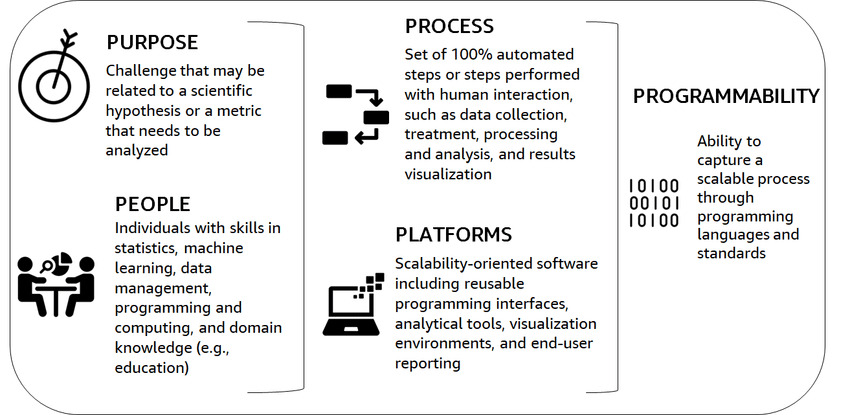 PURPOSE
Challenge that may be
related to a scientific
hypothesis or a metric
that needs to be
analyzed
PEOPLE
Individuals with skills in
statistics, machine
learning, data
management,
programming and
computing, and domain
knowledge (e.g.,
education)
PROCESS
Set of 100% automated
steps or steps performed
with human interaction,
such as data collection,
treatment, processing
and analysis, and results
visualization
PLATFORMS
Scalability-oriented software
including reusable
programming interfaces,
analytical tools, visualization
environments, and end-user
reporting
PROGRAMMABILITY
10100
00101
10100
Ability to
capture a
scalable process
through
programming
languages and
standards